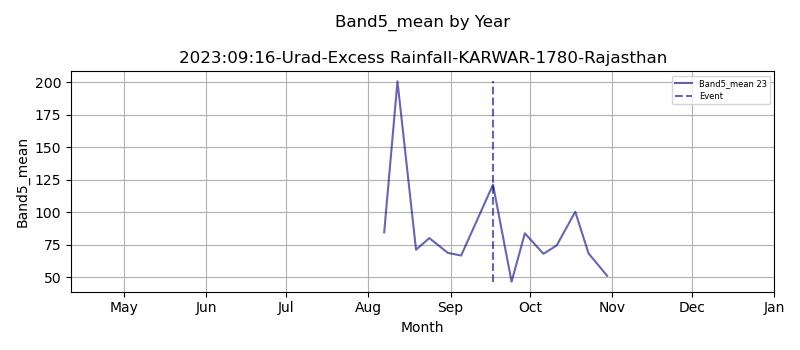 Band5_mean by Year
2023:09:16-Urad-Excess Rainfall-KARWAR-1780-Rajasthan
Band5_mean 23
Event
200
175
150
125
100
75
50
Band5_mean
May Jun Jul Aug Sep Oct Nov Dec Jan
Month